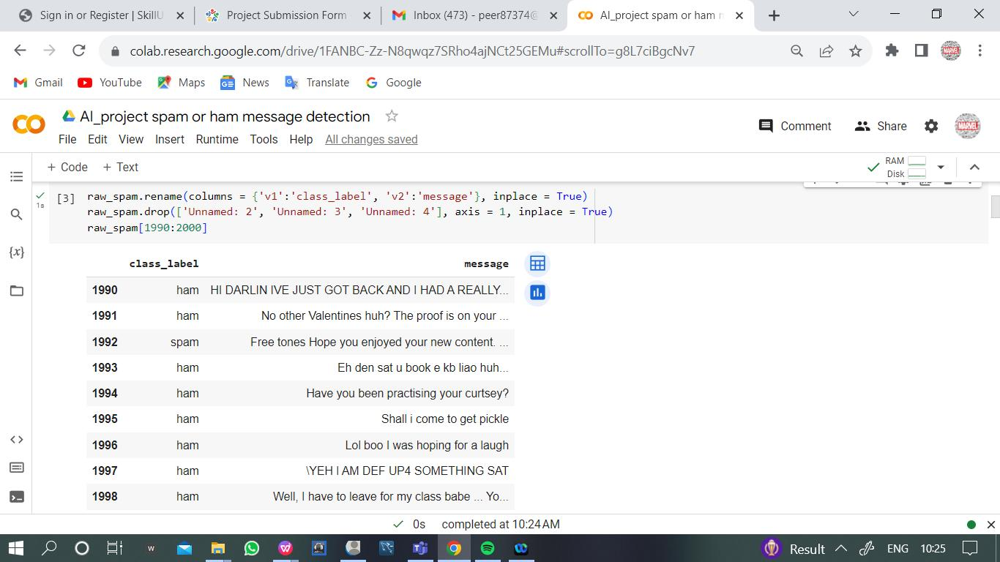 Sign in or Register | SkillU
Project Submission Form
Inbox (473) - peer87374@
AI_project spam or ham m
colab.research.google.com/drive/1FANBC-Zz-N8qwqz7SRho4ajNCt25GEMu#scrollTo=g8L7ciBgcNv7
Gmail YouTube Maps News Translate Google
AI_project spam or ham message detection
Comment Share
File Edit View Insert Runtime Tools Help All changes saved
+ Code + Text
RAM
Disk
[3] raw_spam.rename(columns = {'v1':'class_label', 'v2':'message'}, inplace = True)
1s
raw_spam.drop(['Unnamed: 2', 'Unnamed: 3', 'Unnamed: 4'], axis = 1, inplace = True)
raw_spam[1990:2000]
class_label message
1990 ham HI DARLIN IVE JUST GOT BACK AND I HAD A REALLY...
1991 ham No other Valentines huh? The proof is on your ...
1992 spam Free tones Hope you enjoyed your new content. ...
1993 ham Eh den sat u book e kb liao huh...
1994 ham Have you been practising your curtsey?
1995 ham Shall i come to get pickle
1996 ham Lol boo I was hoping for a laugh
1997 ham \YEH I AM DEF UP4 SOMETHING SAT
1998 ham Well, I have to leave for my class babe ... Yo...
0s completed at 10:24 AM
Result ENG 10:25